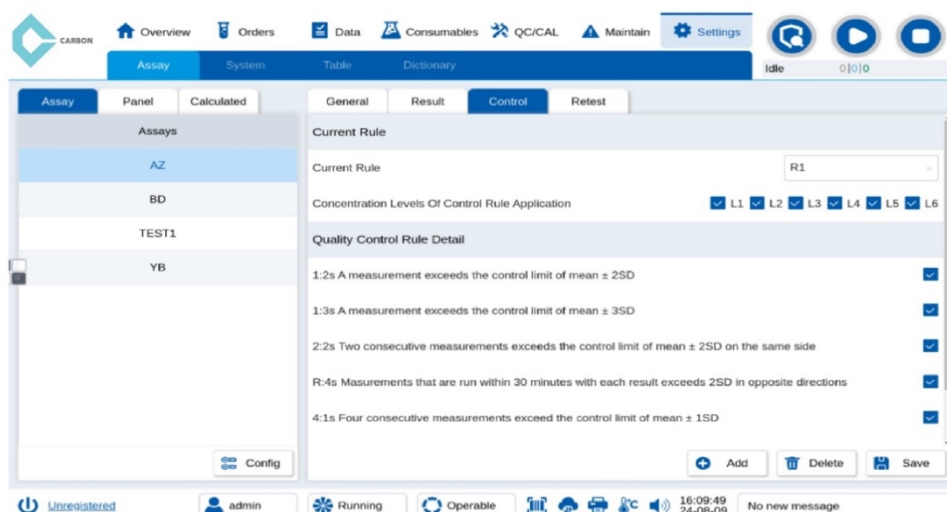 CARBON
Overview Orders Data Consumables QC/CAL Maintain Settings
Assay System Table Dictionary
Idle 0|0|0
Assay Panel Calculated
General Result Control Retest
Assays
AZ
BD
TEST1
YB
Config
Current Rule
Current Rule R1
Concentration Levels Of Control Rule Application L1 L2 L3 L4 L5 L6
Quality Control Rule Detail
1:2s A measurement exceeds the control limit of mean ± 2SD
1:3s A measurement exceeds the control limit of mean ± 3SD
2:2s Two consecutive measurements exceeds the control limit of mean ± 2SD on the same side
R:4s Masurements that are run within 30 minutes with each result exceeds 2SD in opposite directions
4:1s Four consecutive measurements exceed the control limit of mean ± 1SD
Add Delete Save
Unregistered admin Running Operable °C 16:09:49 No new message
24-08-09